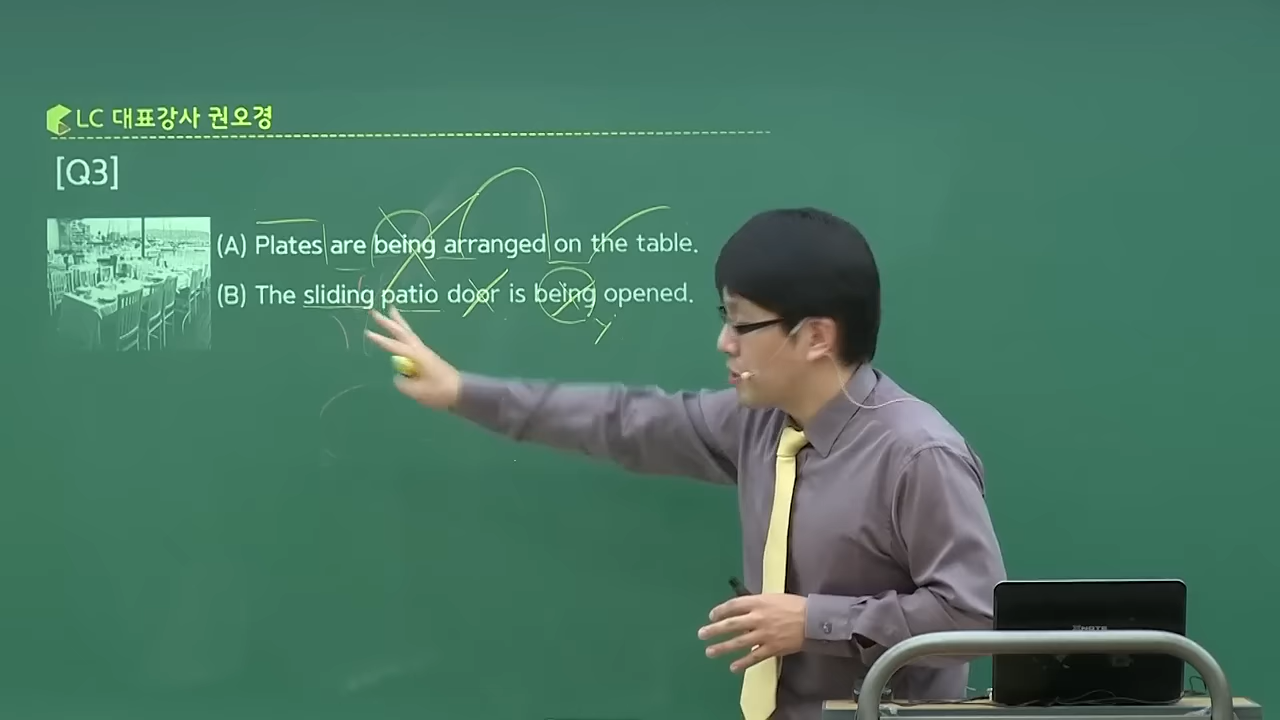 LC 대표강사 권오경
[Q3]
(A) Plates are being arranged on the table.
(B) The sliding patio door is being opened.